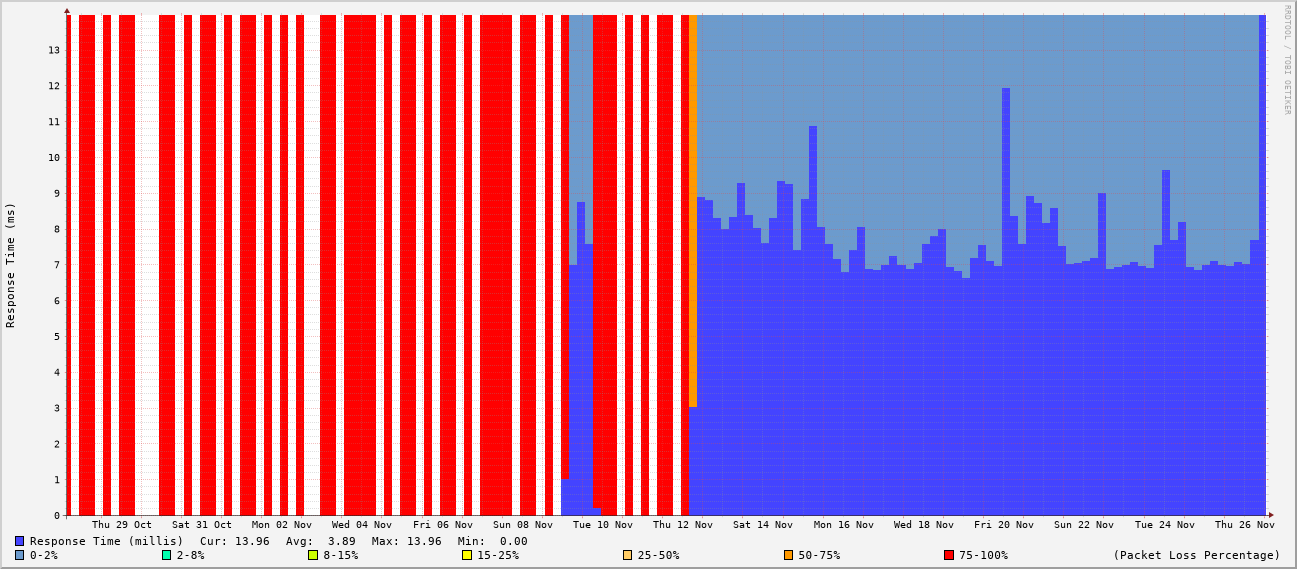 RRDTOOL / TOBI OETIKER
Response Time (ms)
13
12
11
10
9
8
7
6
5
4
3
2
1
0
Thu 29 Oct Sat 31 Oct Mon 02 Nov Wed 04 Nov Fri 06 Nov Sun 08 Nov Tue 10 Nov Thu 12 Nov Sat 14 Nov Mon 16 Nov Wed 18 Nov Fri 20 Nov Sun 22 Nov Tue 24 Nov Thu 26 Nov
Response Time (millis) Cur: 13.96 Avg: 3.89 Max: 13.96 Min: 0.00
0-2% 2-8% 8-15% 15-25% 25-50% 50-75% 75-100% (Packet Loss Percentage)